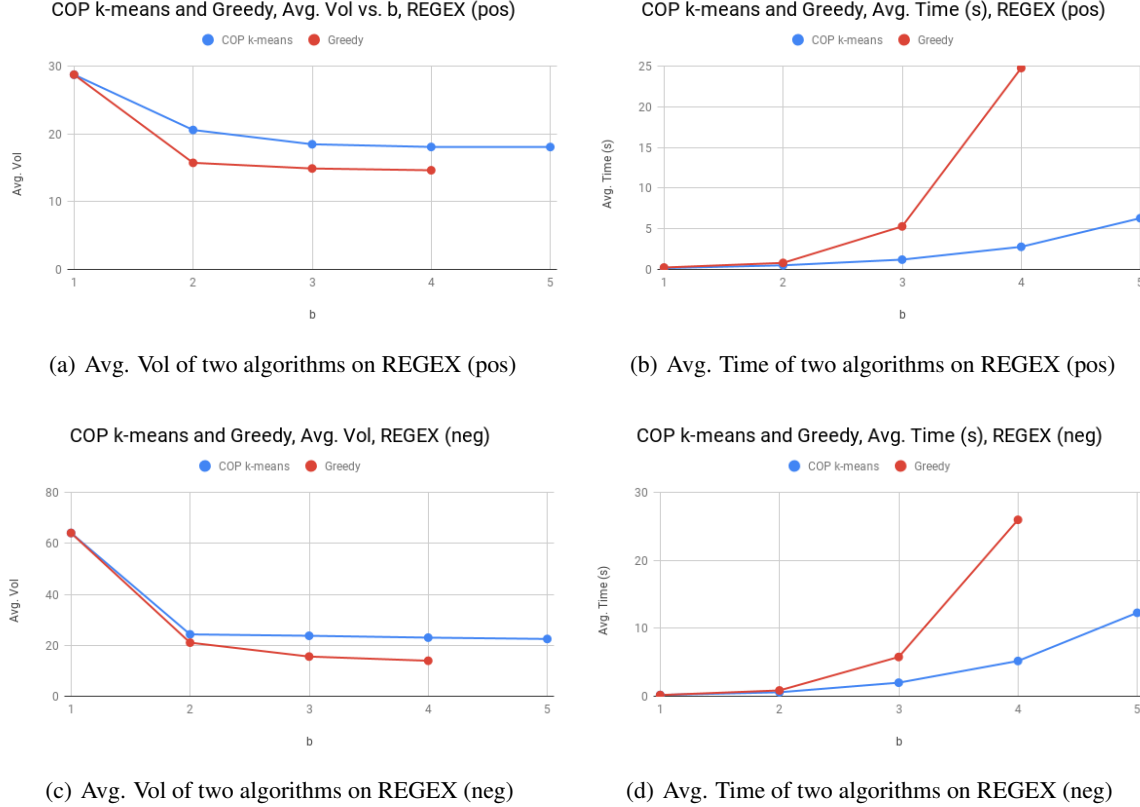 COP k-means and Greedy, Avg. Vol vs. b, REGEX (pos)
COP k-means Greedy
30
20
10
0
Avg. Vol
1 2 3 4 5
b
(a) Avg. Vol of two algorithms on REGEX (pos)
COP k-means and Greedy, Avg. Time (s), REGEX (pos)
COP k-means Greedy
25
20
15
10
5
0
Avg. Time (s)
1 2 3 4 5
b
(b) Avg. Time of two algorithms on REGEX (pos)
COP k-means and Greedy, Avg. Vol, REGEX (neg)
COP k-means Greedy
80
60
40
20
0
Avg. Vol
1 2 3 4 5
b
(c) Avg. Vol of two algorithms on REGEX (neg)
COP k-means and Greedy, Avg. Time (s), REGEX (neg)
COP k-means Greedy
30
20
10
0
Avg. Time (s)
1 2 3 4 5
b
(d) Avg. Time of two algorithms on REGEX (neg)